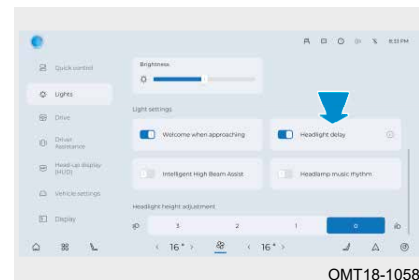 8:33 PM
Quick control
Brightness
Lights
Light settings
Drive
Welcome when approaching
Headlight delay
Driver
Assistance
Head-up display
(HUD)
Intelligent High Beam Assist
Headlamp music rhythm
Vehicle settings
Headlight height adjustment
Display
3 2 1 0
16° 16°
OMT18-1058